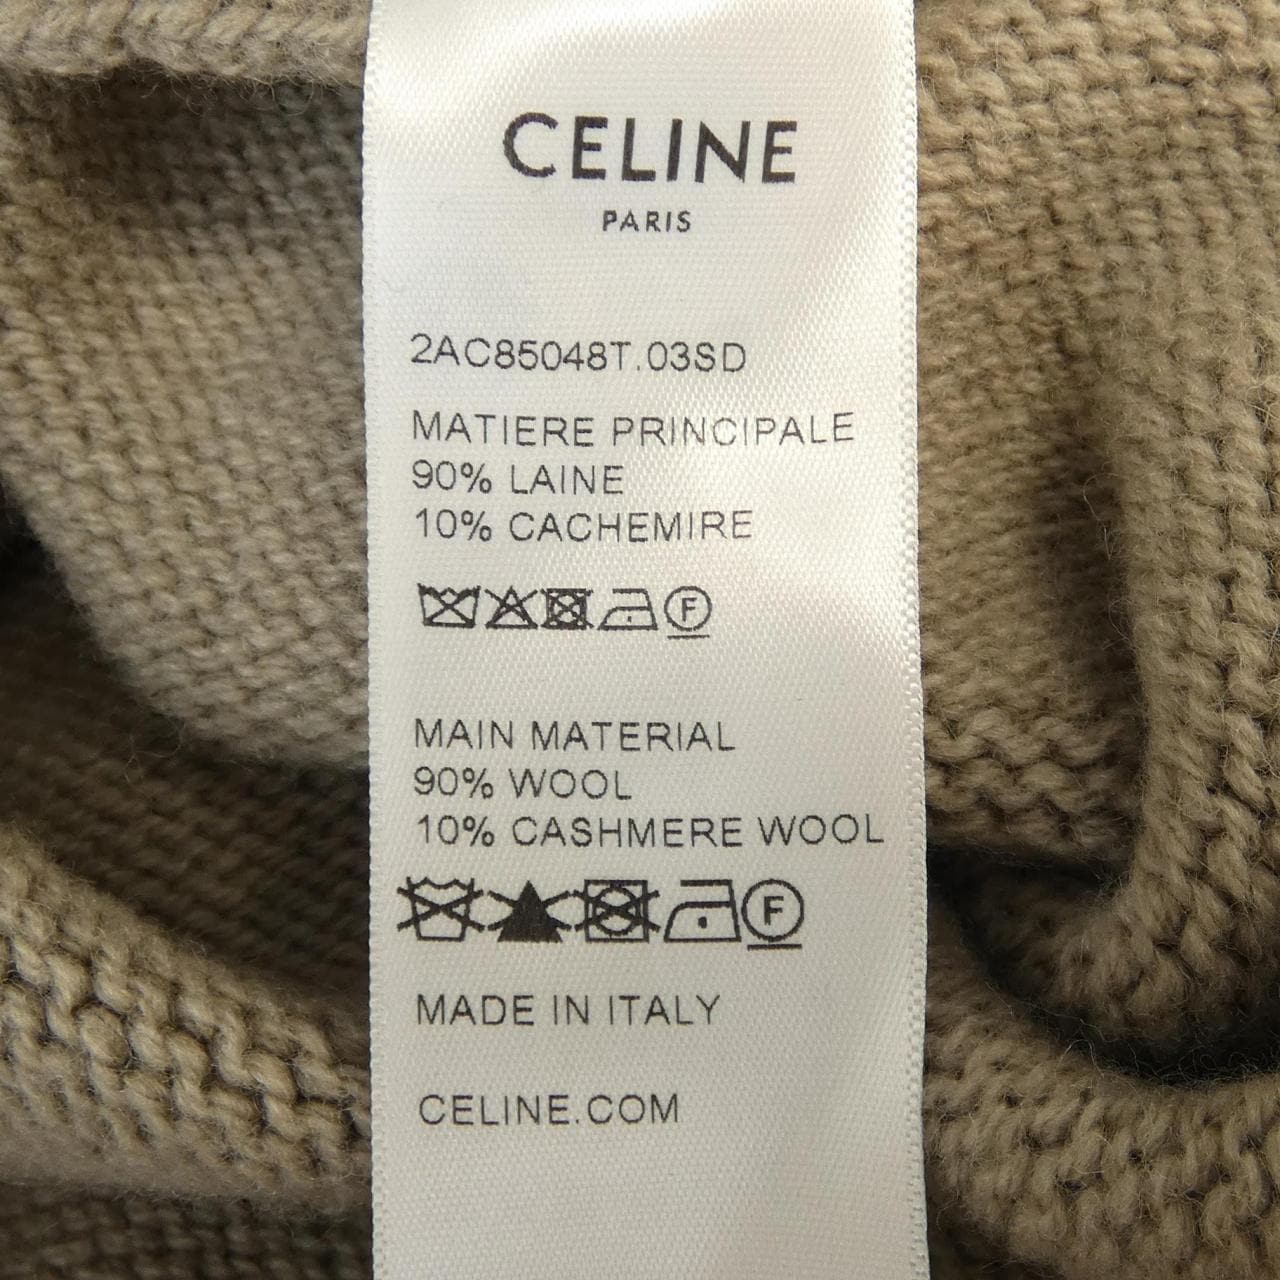 CELINE
PARIS
2AC85048T.03SD
MATIERE PRINCIPALE
90% LAINE
10% CACHEMIRE
F
MAIN MATERIAL
90% WOOL
10% CASHMERE WOOL
F
MADE IN ITALY
CELINE.COM